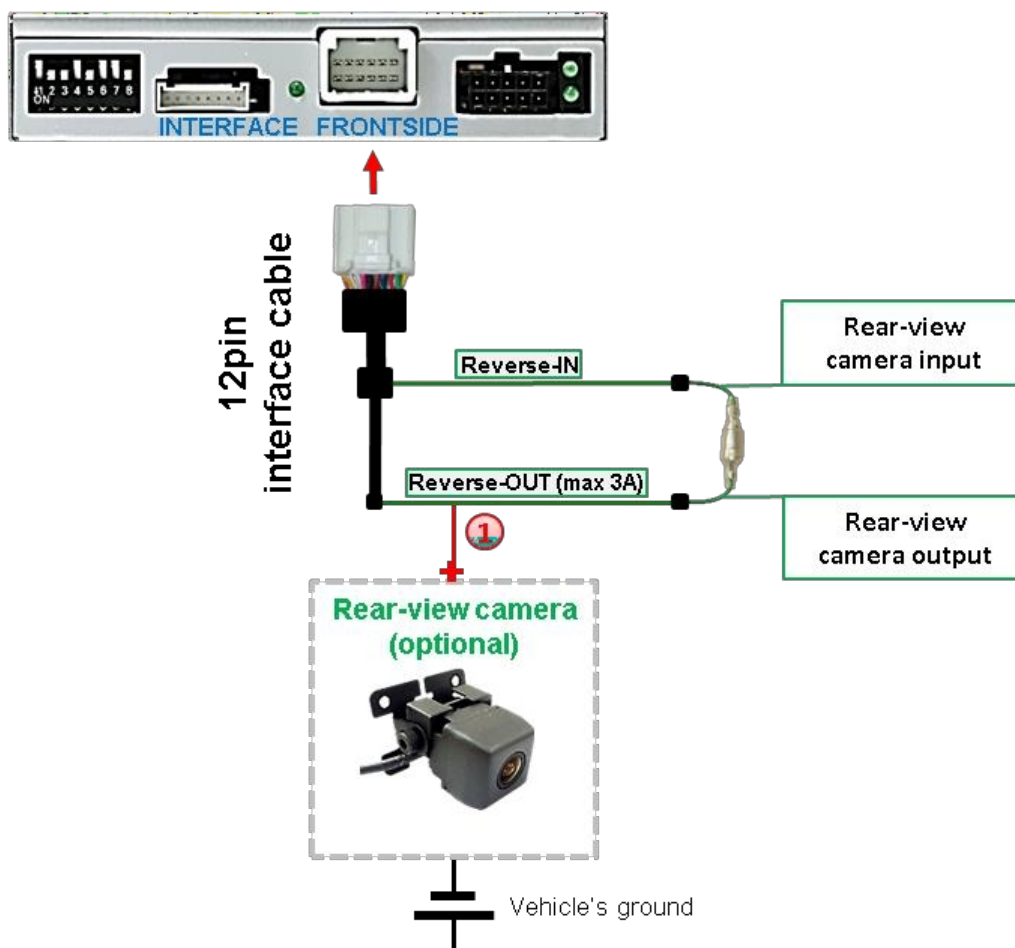 1 2 3 4 5 6 7 8
ON
INTERFACE FRONTSIDE
12pin
interface cable
Reverse-IN
Rear-view
camera input
Reverse-OUT (max 3A)
Rear-view
camera output
1
Rear-view camera
(optional)
Vehicle's ground